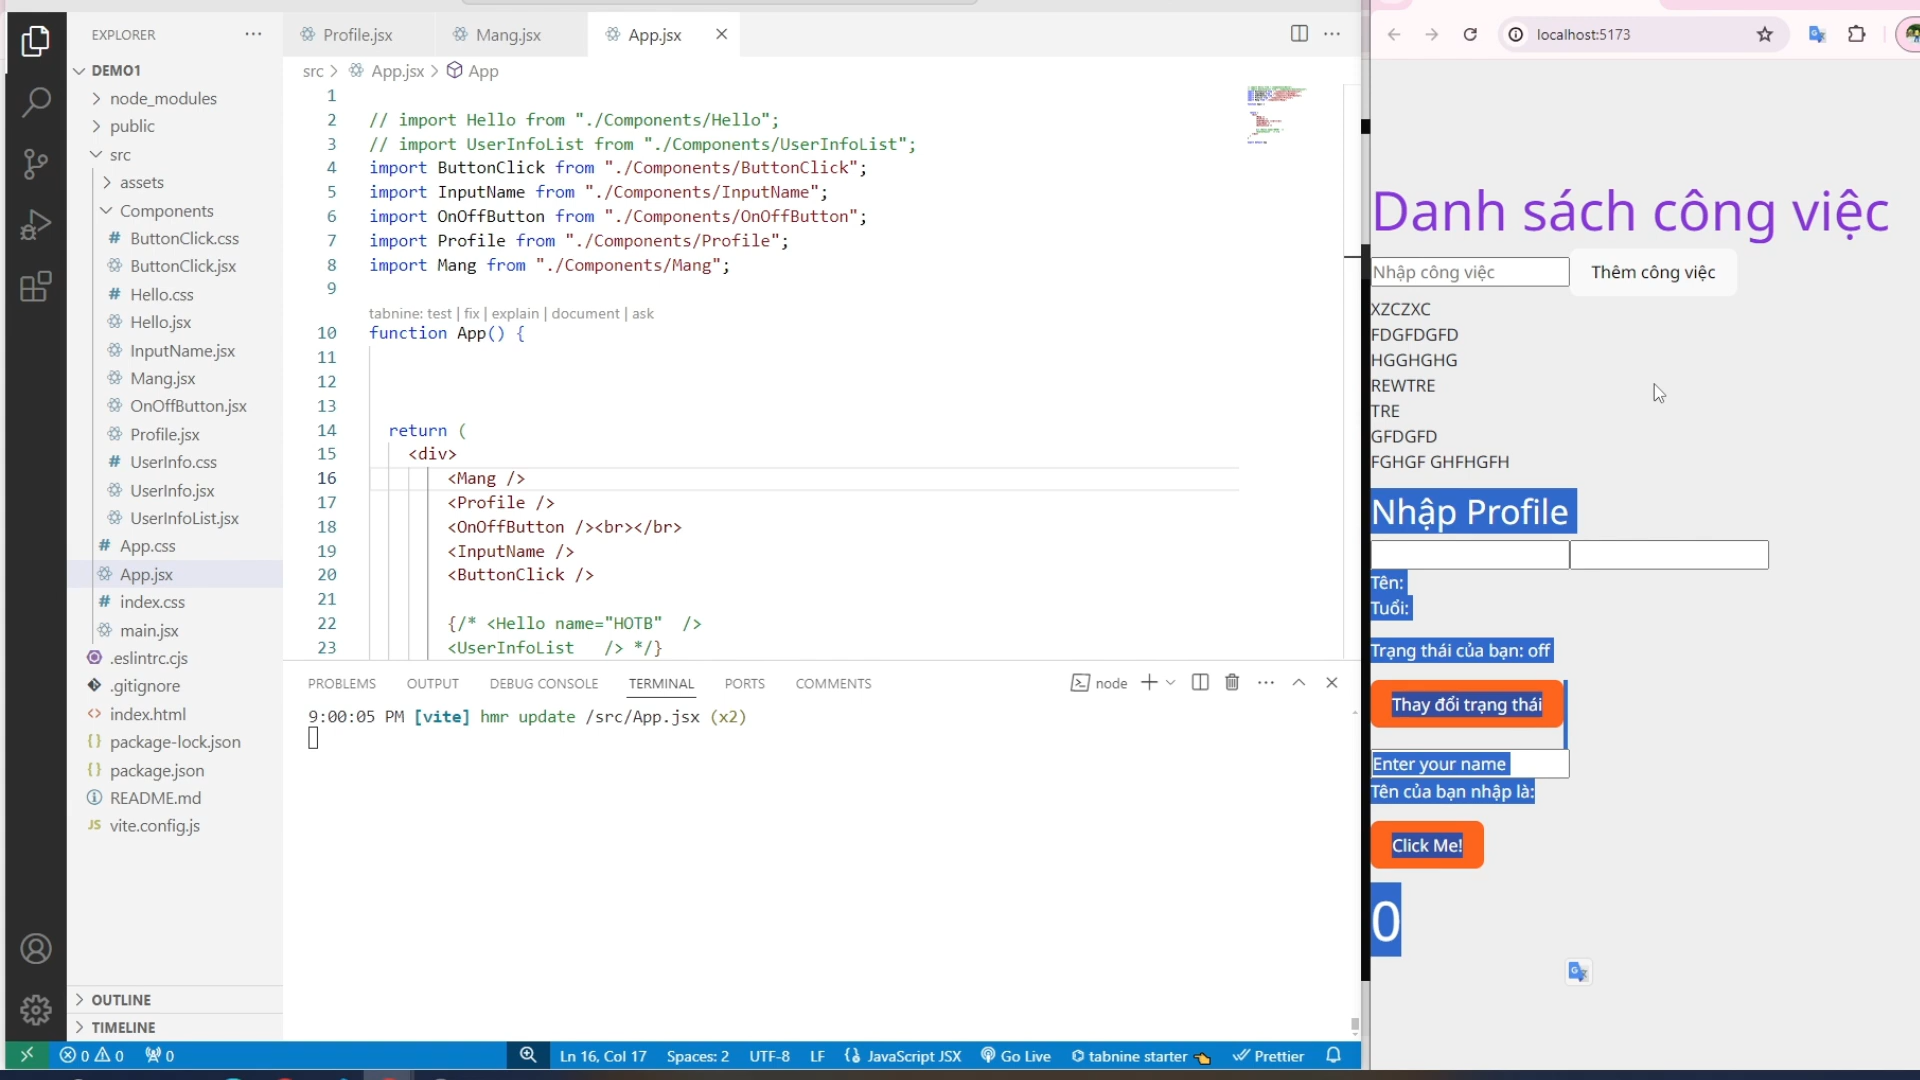 EXPLORER
DEMO1
node_modules
public
src
assets
Components
# ButtonClick.css
ButtonClick.jsx
# Hello.css
Hello.jsx
InputName.jsx
Mang.jsx
OnOffButton.jsx
Profile.jsx
# UserInfo.css
UserInfo.jsx
UserInfoList.jsx
# App.css
App.jsx
# index.css
main.jsx
.eslintrc.cjs
.gitignore
index.html
package-lock.json
package.json
README.md
JS vite.config.js
OUTLINE
TIMELINE
Profile.jsx
Mang.jsx
App.jsx
src > App.jsx > App
1
2 // import Hello from "./Components/Hello";
3 // import UserInfoList from "./Components/UserInfoList";
4 import ButtonClick from "./Components/ButtonClick";
5 import InputName from "./Components/InputName";
6 import OnOffButton from "./Components/OnOffButton";
7 import Profile from "./Components/Profile";
8 import Mang from "./Components/Mang";
9
tabnine: test | fix | explain | document | ask
10 function App() {
11
12
13
14 return (
15 <div>
16 <Mang />
17 <Profile />
18 <OnOffButton /><br></br>
19 <InputName />
20 <ButtonClick />
21
22 {/* <Hello name="HOTB" />
23 <UserInfoList /> */}
PROBLEMS OUTPUT DEBUG CONSOLE TERMINAL PORTS COMMENTS
node
9:00:05 PM [vite] hmr update /src/App.jsx (x2)
0 0 0
Ln 16, Col 17 Spaces: 2 UTF-8 LF JavaScript JSX Go Live tabnine starter Prettier
localhost:5173
Danh sách công việc
Nhập công việc
Thêm công việc
XZCZXC
FDGFDGFD
HGGHGHG
REWTRE
TRE
GFDGFD
FGHGF GHFHGFH
Nhập Profile
Tên:
Tuổi:
Trạng thái của bạn: off
Thay đổi trạng thái
Enter your name
Tên của bạn nhập là:
Click Me!
0